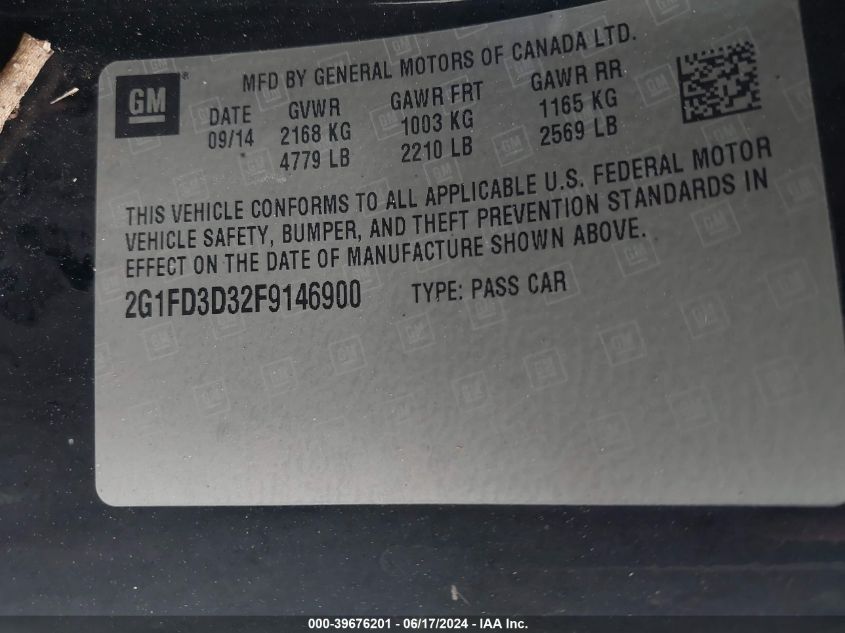 GM®
MFD BY GENERAL MOTORS OF CANADA LTD.
DATE GVWR GAWR FRT GAWR RR
09/14 2168 KG 1003 KG 1165 KG
4779 LB 2210 LB 2569 LB
THIS VEHICLE CONFORMS TO ALL APPLICABLE U.S. FEDERAL MOTOR
VEHICLE SAFETY, BUMPER, AND THEFT PREVENTION STANDARDS IN
EFFECT ON THE DATE OF MANUFACTURE SHOWN ABOVE.
2G1FD3D32F9146900 TYPE: PASS CAR
000-39676201 - 06/17/2024 - IAA Inc.